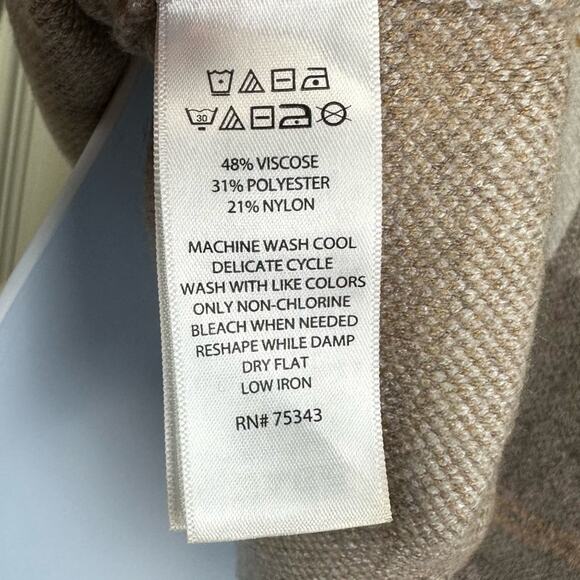 30
48% VISCOSE
31% POLYESTER
21% NYLON
MACHINE WASH COOL
DELICATE CYCLE
WASH WITH LIKE COLORS
ONLY NON-CHLORINE
BLEACH WHEN NEEDED
RESHAPE WHILE DAMP
DRY FLAT
LOW IRON
RN# 75343